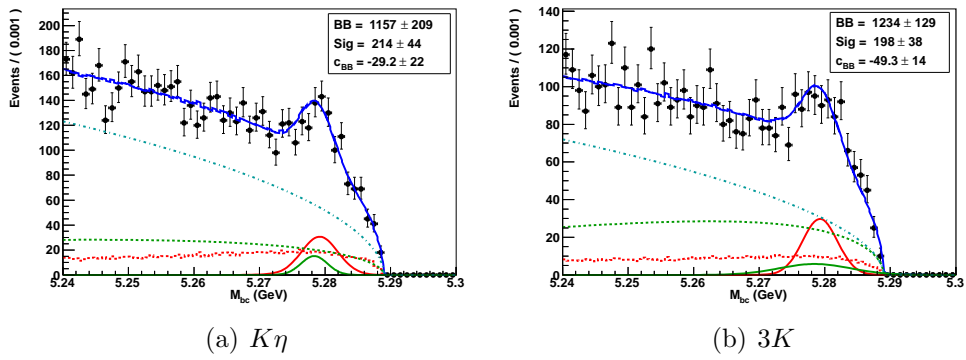 Events / ( 0.001 )
200
180
160
140
120
100
80
60
40
20
0
BB = 1157 ± 209
Sig = 214 ± 44
c_BB = -29.2 ± 22
5.24 5.25 5.26 5.27 5.28 5.29 5.3
M_bc (GeV)
(a) Kη
Events / ( 0.001 )
140
120
100
80
60
40
20
0
BB = 1234 ± 129
Sig = 198 ± 38
c_BB = -49.3 ± 14
5.24 5.25 5.26 5.27 5.28 5.29 5.3
M_bc (GeV)
(b) 3K